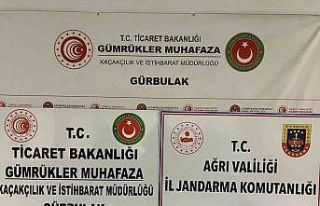 T.C. TİCARET BAKANLIĞI
GÜMRÜKLER MUHAFAZA
KAÇAKÇILIK VE İSTİHBARAT MÜDÜRLÜĞÜ
GÜRBULAK
T.C.
TİCARET BAKANLIĞI
GÜMRÜKLER MUHAFAZA
KAÇAKÇILIK VE İSTİHBARAT MÜDÜRLÜĞÜ
GÜRBULAK
T.C.
AĞRI VALİLİĞİ
İL JANDARMA KOMUTANLIĞI